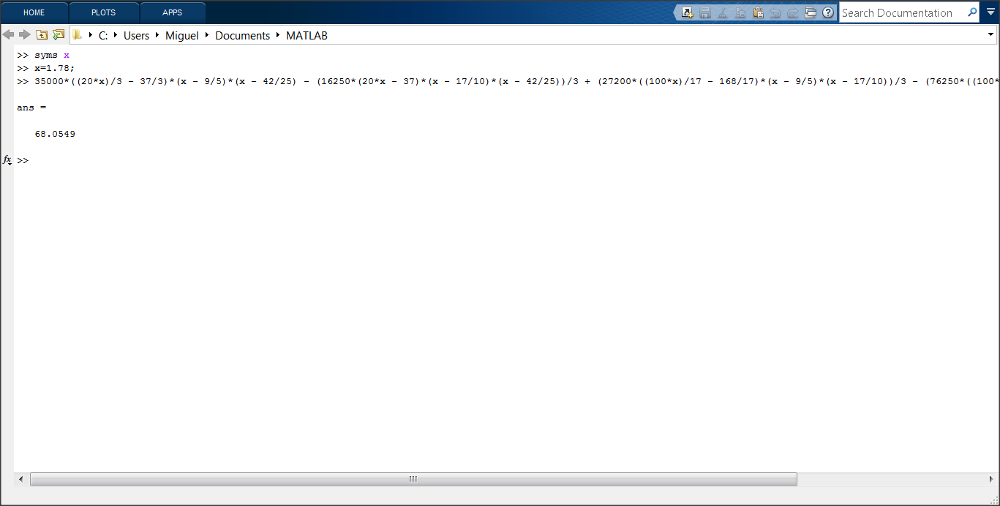 HOME PLOTS APPS Search Documentation
C: Users Miguel Documents MATLAB
>> syms x
>> x=1.78;
>> 35000*((20*x)/3 - 37/3)*(x - 9/5)*(x - 42/25) - (16250*(20*x - 37)*(x - 17/10)*(x - 42/25))/3 + (27200*((100*x)/17 - 168/17)*(x - 9/5)*(x - 17/10))/3 - (76250*((100*
ans =
68.0549
fx >>